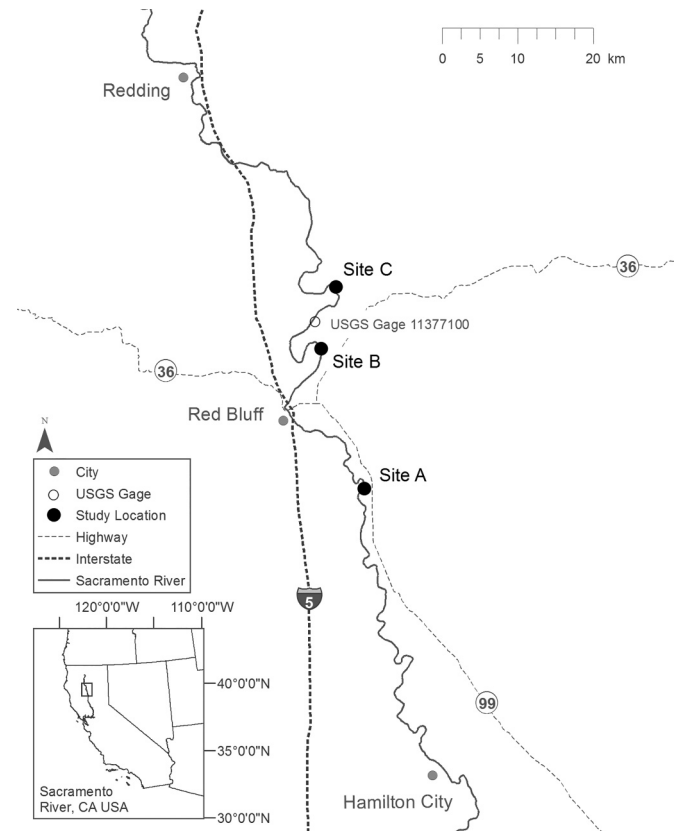 Redding
0 5 10 20 km
Site C
36
USGS Gage 11377100
Site B
36
Red Bluff
Site A
N
City
USGS Gage
Study Location
Highway
Interstate
Sacramento River
5
120°0'0"W 110°0'0"W
40°0'0"N
99
35°0'0"N
Sacramento
River, CA USA
Hamilton City
30°0'0"N